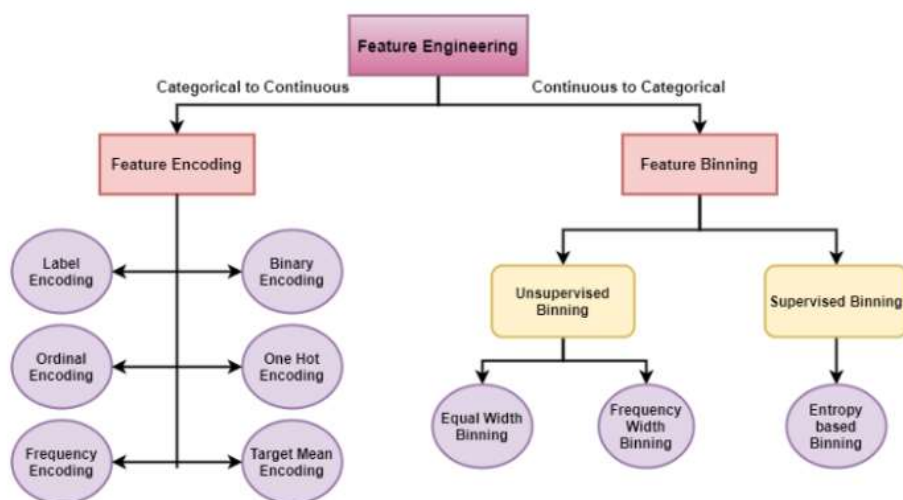 Feature Engineering
Categorical to Continuous
Continuous to Categorical
Feature Encoding
Feature Binning
Label
Encoding
Binary
Encoding
Ordinal
Encoding
One Hot
Encoding
Frequency
Encoding
Target Mean
Encoding
Unsupervised
Binning
Supervised Binning
Equal Width
Binning
Frequency
Width
Binning
Entropy
based
Binning